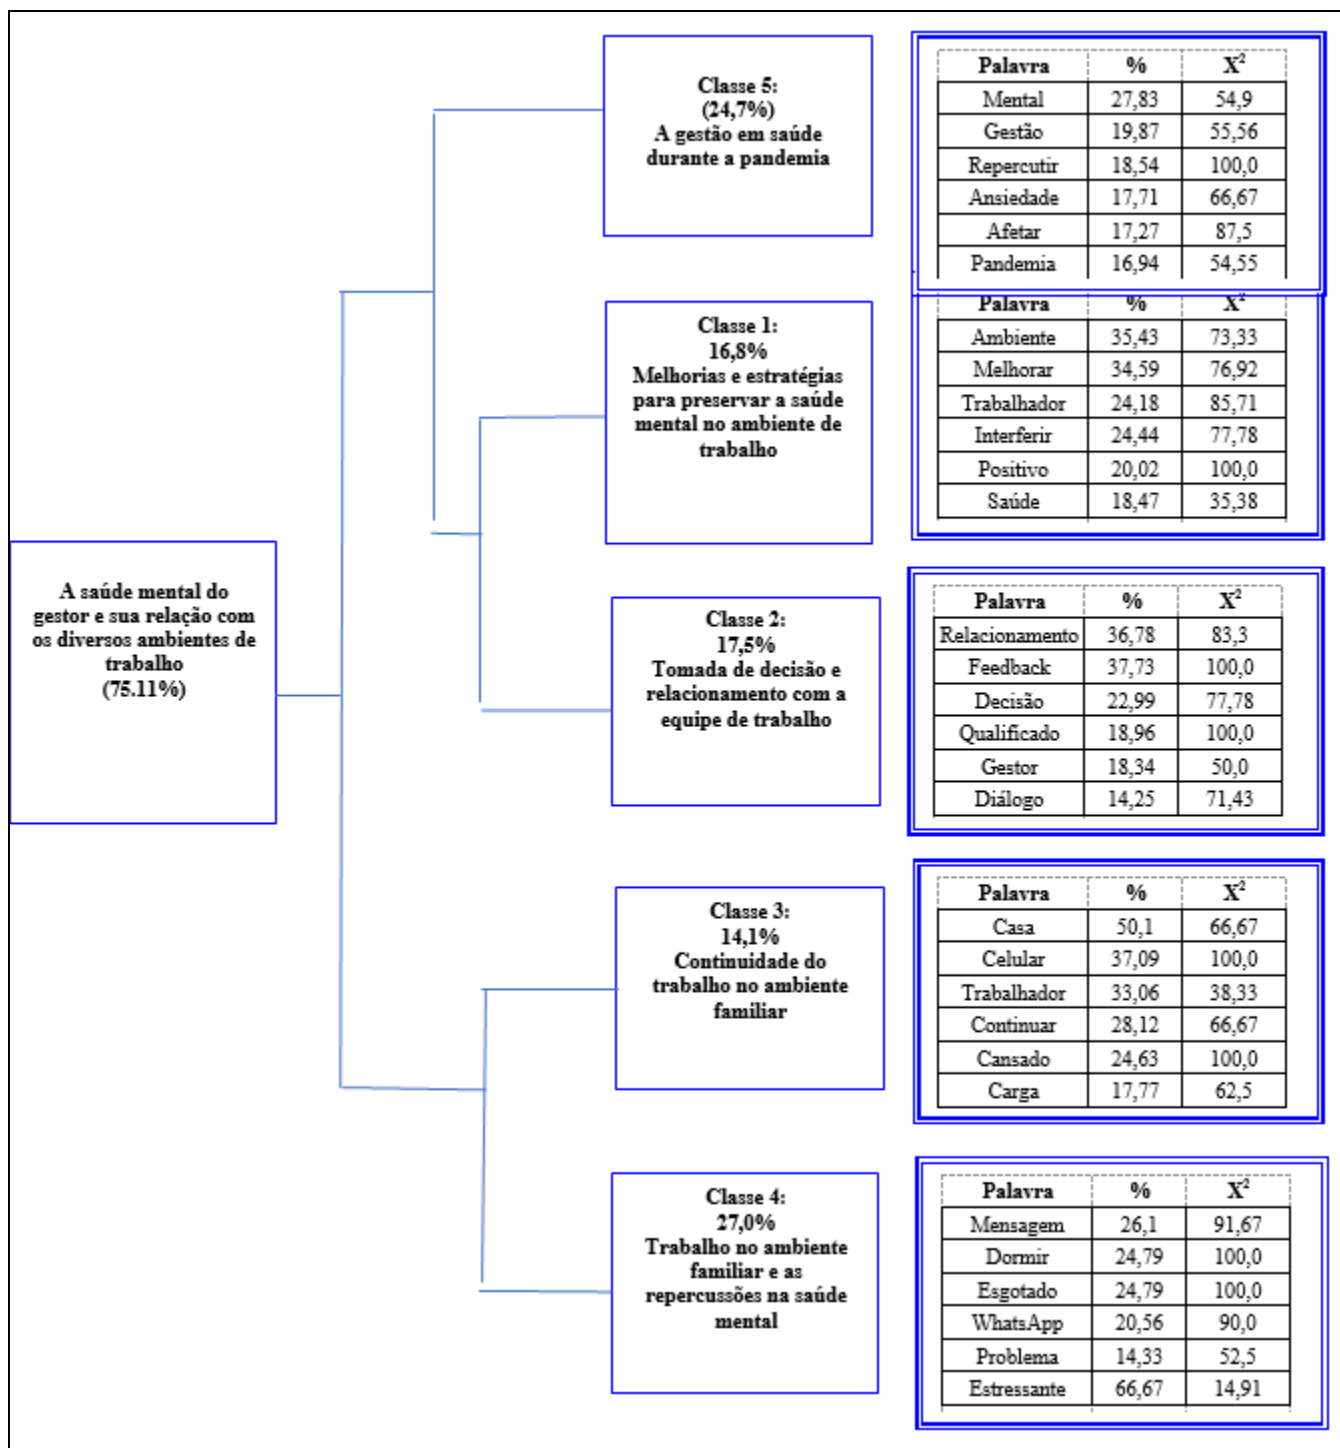 Classe 5:
(24,7%)
A gestão em saúde
durante a pandemia
Palavra % X²
Mental 27,83 54,9
Gestão 19,87 55,56
Repercutir 18,54 100,0
Ansiedade 17,71 66,67
Afetar 17,27 87,5
Pandemia 16,94 54,55
Classe 1:
16,8%
Melhorias e estratégias
para preservar a saúde
mental no ambiente de
trabalho
Palavra % X²
Ambiente 35,43 73,33
Melhorar 34,59 76,92
Trabalhador 24,18 85,71
Interferir 24,44 77,78
Positivo 20,02 100,0
Saúde 18,47 35,38
A saúde mental do
gestor e sua relação com
os diversos ambientes de
trabalho
(75.11%)
Classe 2:
17,5%
Tomada de decisão e
relacionamento com a
equipe de trabalho
Palavra % X²
Relacionamento 36,78 83,3
Feedback 37,73 100,0
Decisão 22,99 77,78
Qualificado 18,96 100,0
Gestor 18,34 50,0
Diálogo 14,25 71,43
Classe 3:
14,1%
Continuidade do
trabalho no ambiente
familiar
Palavra % X²
Casa 50,1 66,67
Celular 37,09 100,0
Trabalhador 33,06 38,33
Continuar 28,12 66,67
Cansado 24,63 100,0
Carga 17,77 62,5
Classe 4:
27,0%
Trabalho no ambiente
familiar e as
repercussões na saúde
mental
Palavra % X²
Mensagem 26,1 91,67
Dormir 24,79 100,0
Esgotado 24,79 100,0
WhatsApp 20,56 90,0
Problema 14,33 52,5
Estressante 66,67 14,91